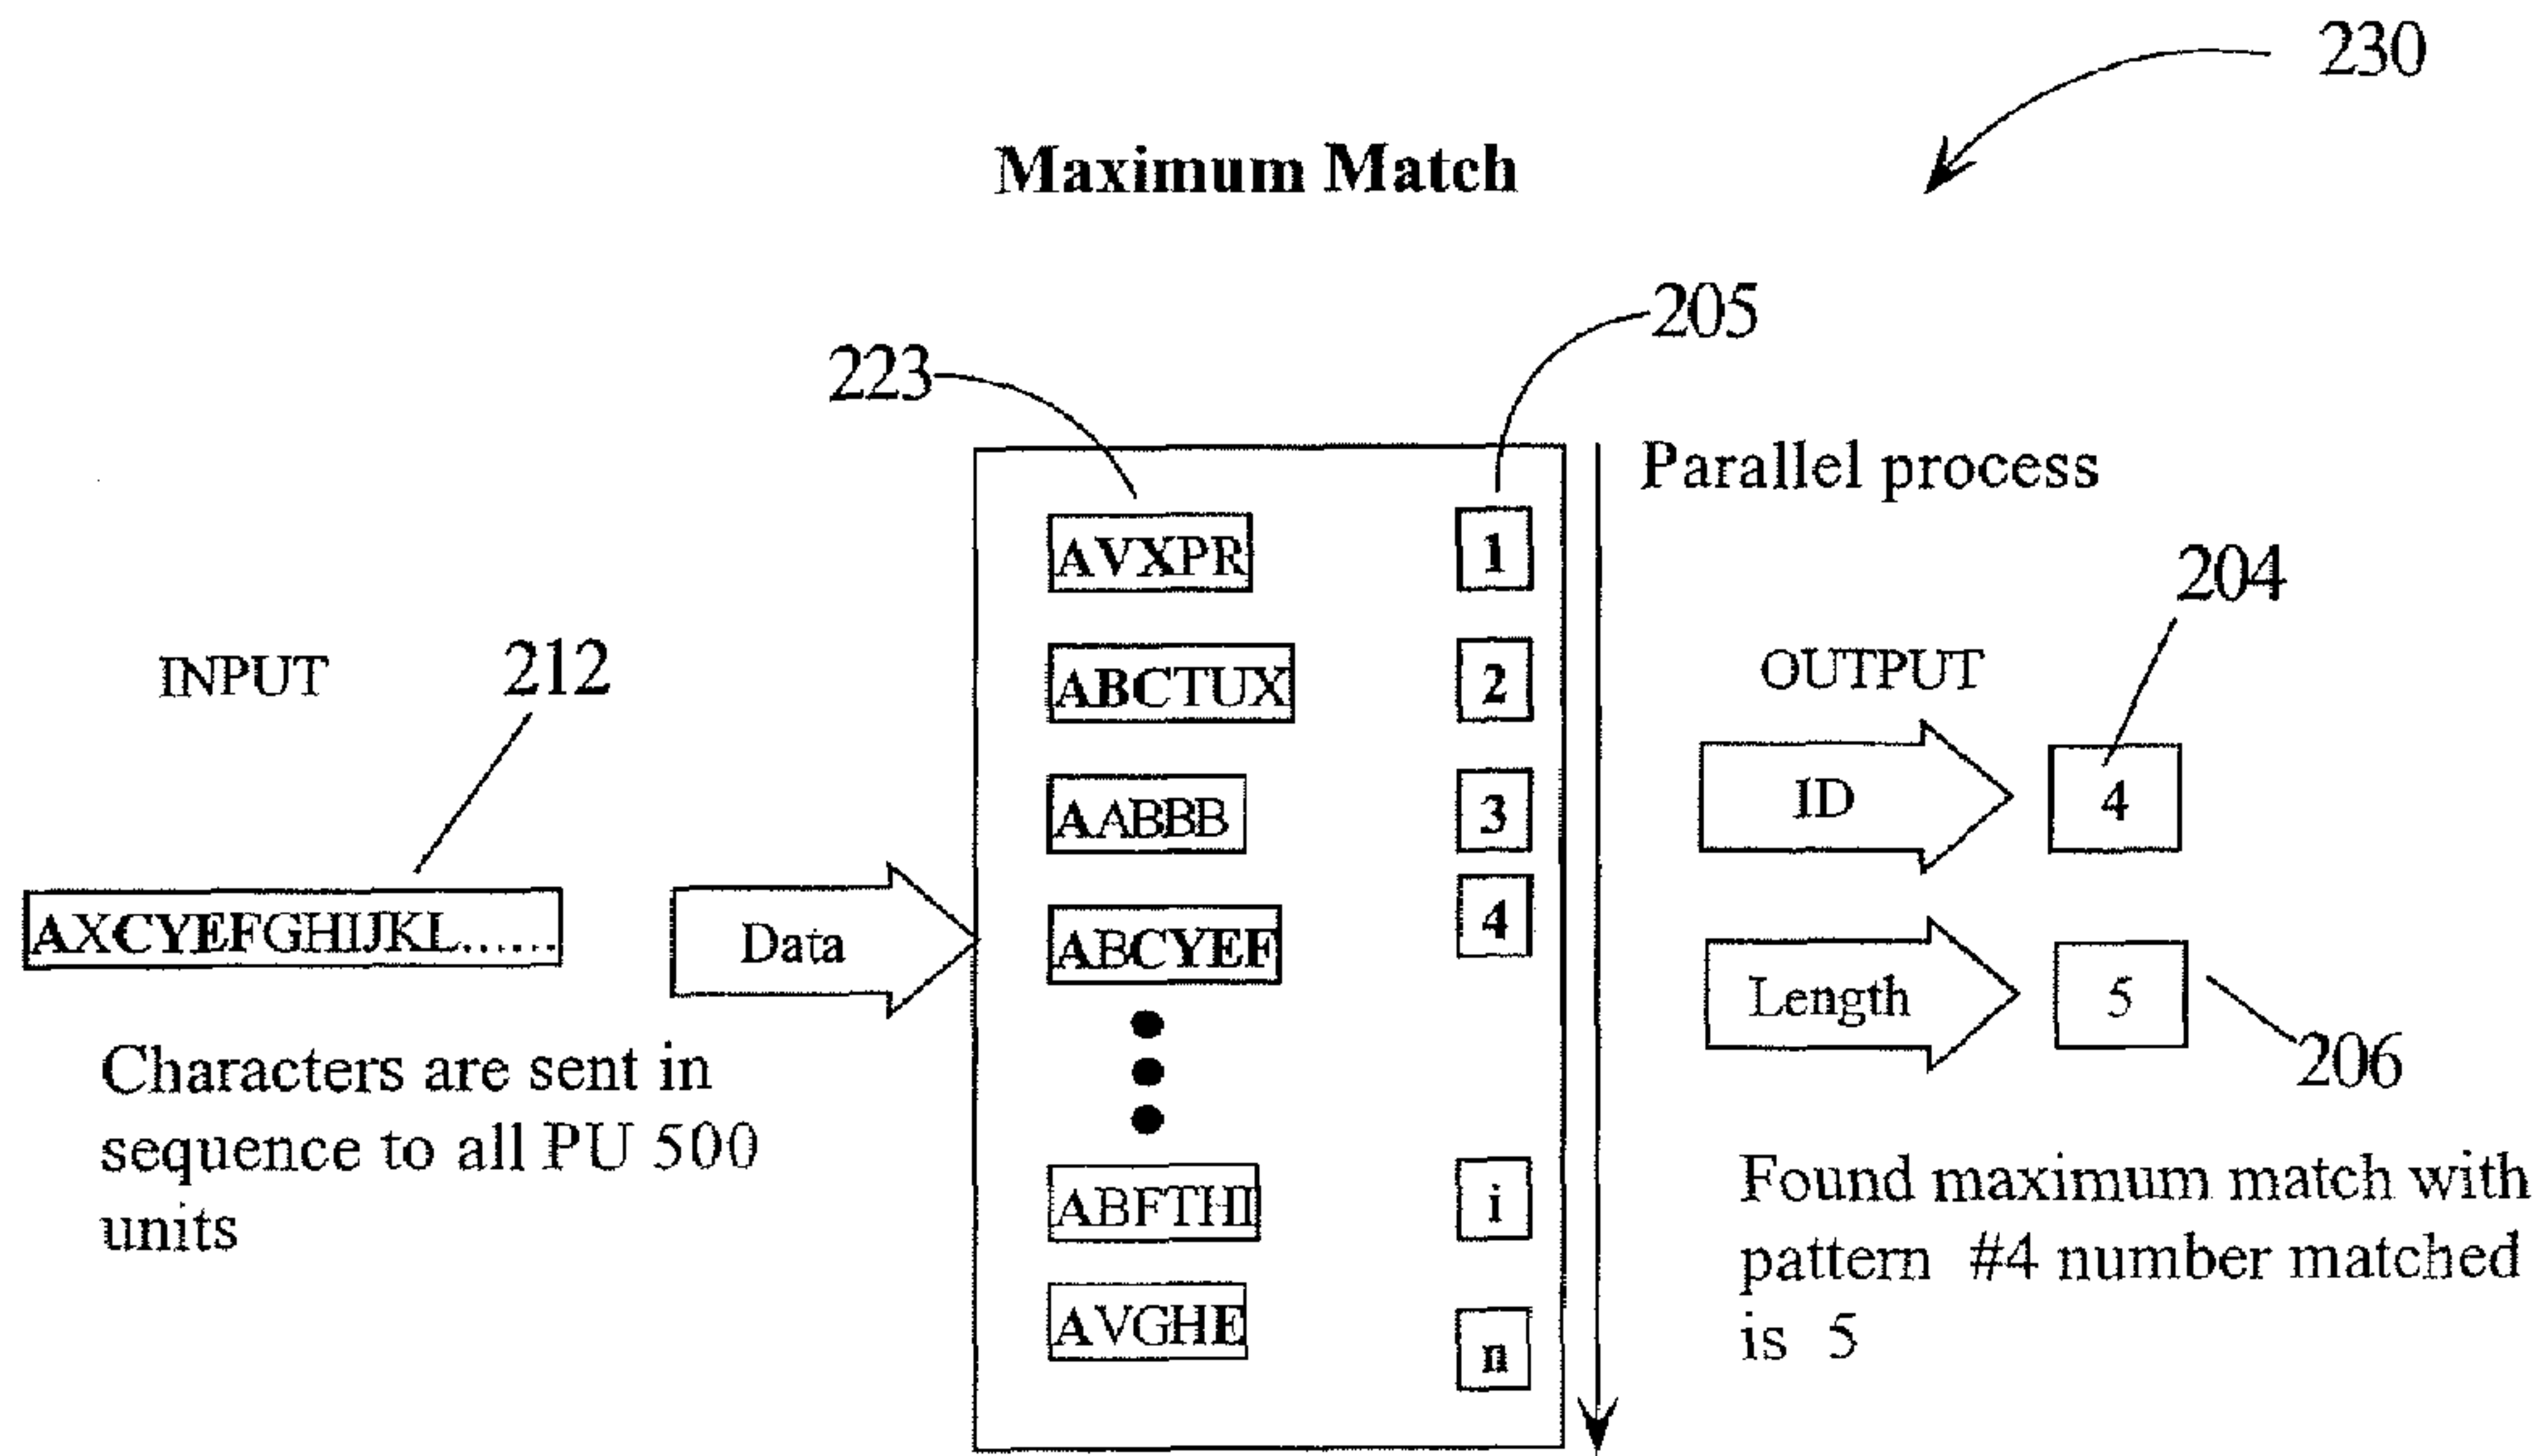 230
Maximum Match
205
223
Parallel process
AVXPR
1
204
INPUT
212
ABCTUX
2
OUTPUT
AABBB
3
ID
4
AXCYEFGHIJKL......
Data
ABCYEF
4
Length
5
206
Characters are sent in
sequence to all PU 500
units
ABFTHI
i
Found maximum match with
pattern #4 number matched
is 5
AVGHE
n